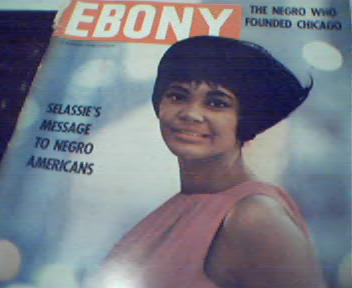 EBONY
THE NEGRO WHO
FOUNDED CHICAGO
SELASSIE'S
MESSAGE
TO NEGRO
AMERICANS